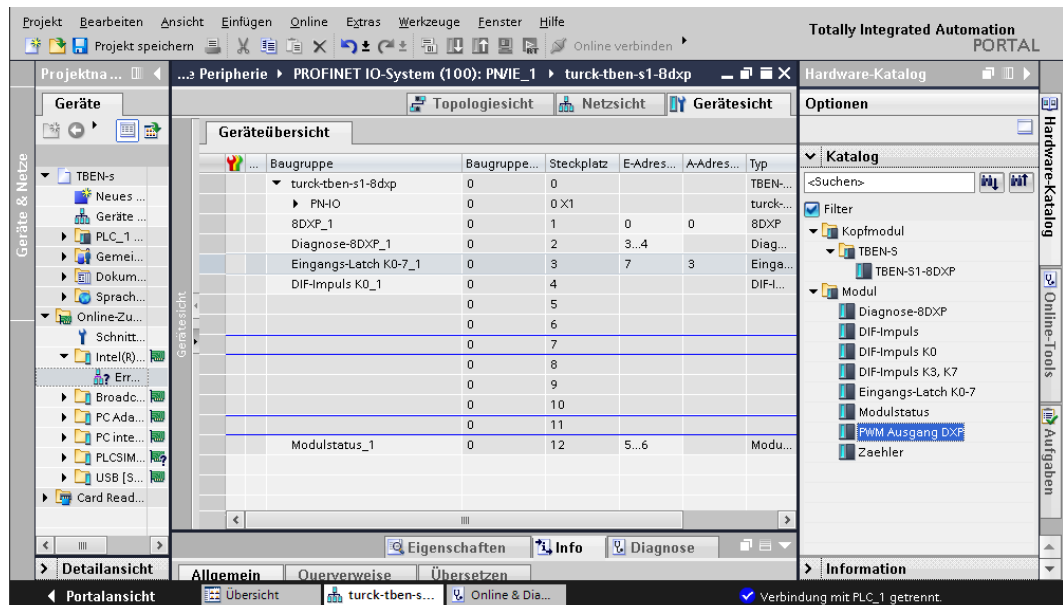 Projekt Bearbeiten Ansicht Einfügen Online Extras Werkzeuge Fenster Hilfe
Totally Integrated Automation
PORTAL
Projekt speichern Online verbinden
Projektna... ...e Peripherie PROFINET IO-System (100): PN/IE_1 turck-tben-s1-8dxp
Hardware-Katalog
Geräte
Topologiesicht Netzsicht Gerätesicht
Optionen
Geräteübersicht
... Baugruppe Baugruppe... Steckplatz E-Adres... A-Adres... Typ
turck-tben-s1-8dxp 0 0 TBEN-...
PN-IO 0 0 X1 turck-...
8DXP_1 0 1 0 0 8DXP
Diagnose-8DXP_1 0 2 3...4 Diag...
Eingangs-Latch K0-7_1 0 3 7 3 Einga...
DIF-Impuls K0_1 0 4 DIF-I...
0 5
0 6
0 7
0 8
0 9
0 10
0 11
Modulstatus_1 0 12 5...6 Modu...
TBEN-s
Neues ...
Geräte ...
PLC_1 ...
Gemei...
Dokum...
Sprach...
Online-Zu...
Schnitt...
Intel(R)...
Err...
Broadc...
PC Ada...
PC inte...
PLCSIM...
USB [S...
Card Read...
Geräte & Netze
Gerätesicht
Katalog
<Suchen>
Filter
Kopfmodul
TBEN-S
TBEN-S1-8DXP
Modul
Diagnose-8DXP
DIF-Impuls
DIF-Impuls K0
DIF-Impuls K3, K7
Eingangs-Latch K0-7
Modulstatus
PWM Ausgang DXP
Zaehler
Hardware-Katalog
Online-Tools
Aufgaben
Eigenschaften Info Diagnose
Detailansicht
Allgemein Querverweise Übersetzen
Information
Portalansicht Übersicht turck-tben-s... Online & Dia...
Verbindung mit PLC_1 getrennt.